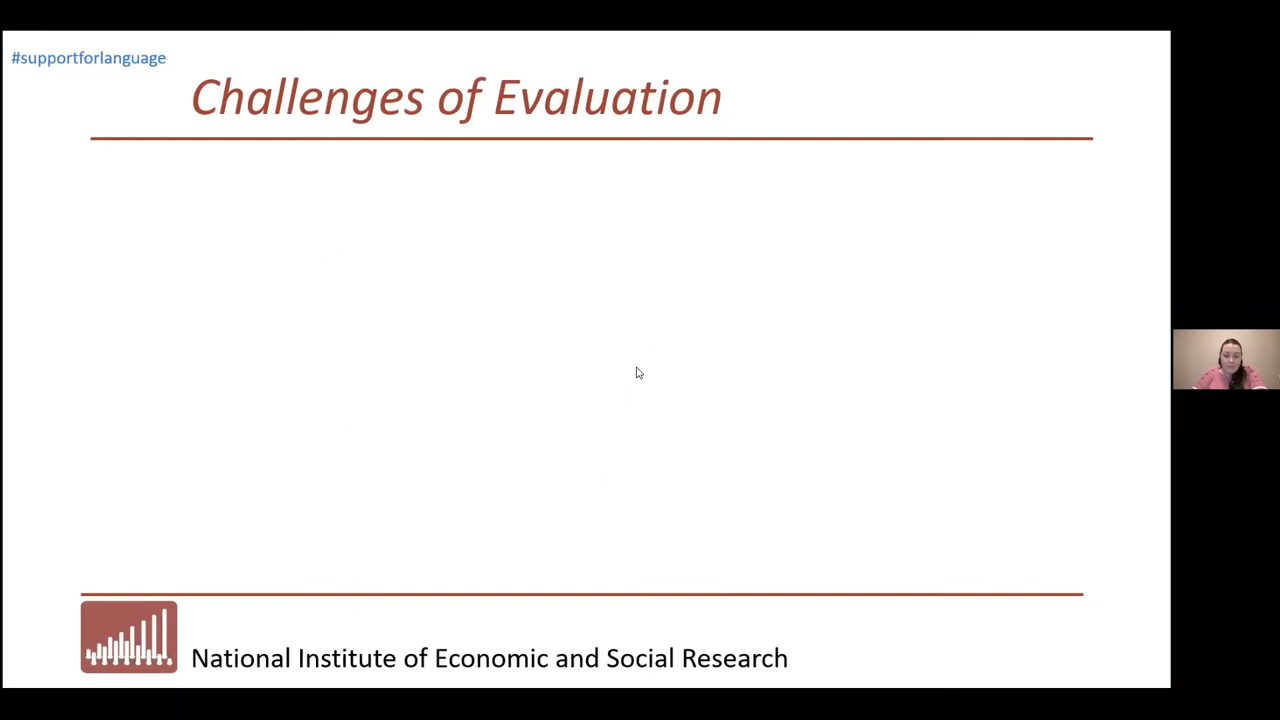 #supportforlanguage
Challenges of Evaluation
National Institute of Economic and Social Research